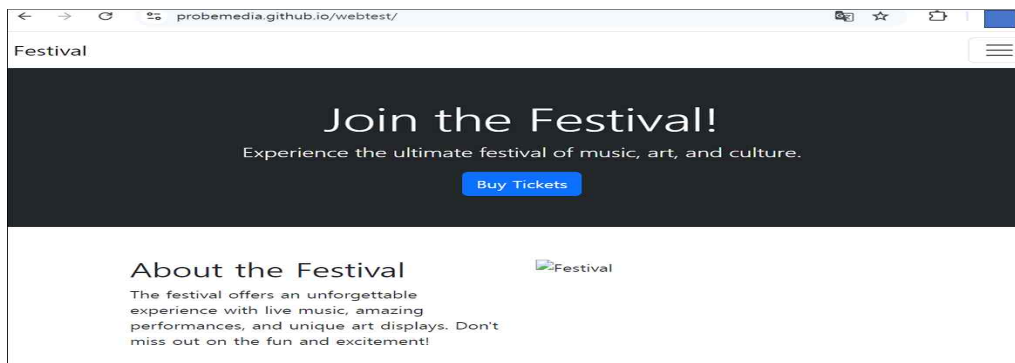 probemedia.github.io/webtest/
Festival
Join the Festival!
Experience the ultimate festival of music, art, and culture.
Buy Tickets
About the Festival
The festival offers an unforgettable
experience with live music, amazing
performances, and unique art displays. Don't
miss out on the fun and excitement!
Festival